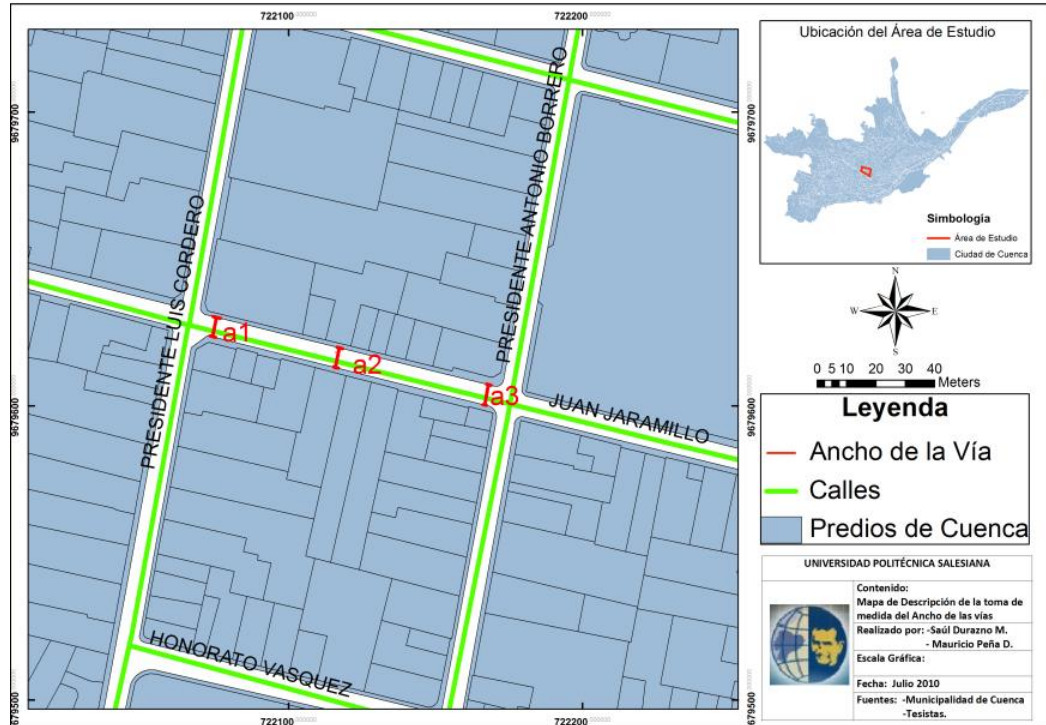 722100
722200
9679700
9679600
9679500
PRESIDENTE LUIS CORDERO
PRESIDENTE ANTONIO BORRERO
a1
a2
a3
JUAN JARAMILLO
HONORATO VASQUEZ
722100
722200
9679700
9679600
9679500
Ubicación del Área de Estudio
Simbología
Área de Estudio
Ciudad de Cuenca
N
W
E
S
0 5 10 20 30 40
Meters
Leyenda
Ancho de la Vía
Calles
Predios de Cuenca
UNIVERSIDAD POLITÉCNICA SALESIANA
Contenido:
Mapa de Descripción de la toma de
medida del Ancho de las vías
Realizado por: -Saúl Durazno M.
- Mauricio Peña D.
Escala Gráfica:
Fecha: Julio 2010
Fuentes: -Municipalidad de Cuenca
-Tesistas.